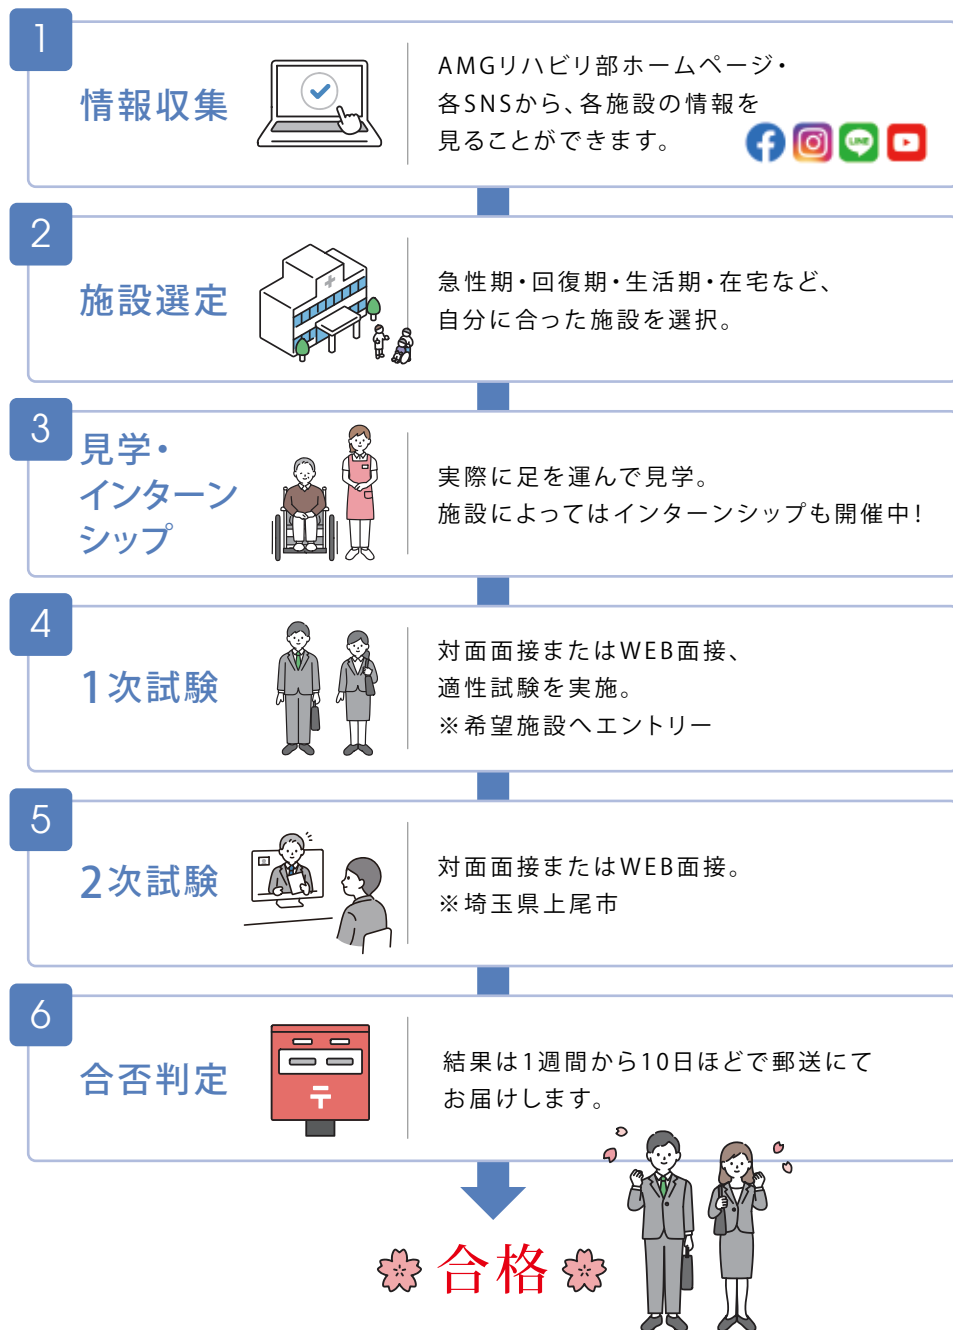 1
情報収集
AMGリハビリ部ホームページ・
各SNSから、各施設の情報を
見ることができます。
LINE
2
施設選定
急性期・回復期・生活期・在宅など、
自分に合った施設を選択。
3
見学・
インターン
シップ
実際に足を運んで見学。
施設によってはインターンシップも開催中！
4
1次試験
対面面接またはWEB面接、
適性試験を実施。
※希望施設へエントリー
5
2次試験
対面面接またはWEB面接。
※埼玉県上尾市
6
合否判定
結果は1週間から10日ほどで郵送にて
お届けします。
合格